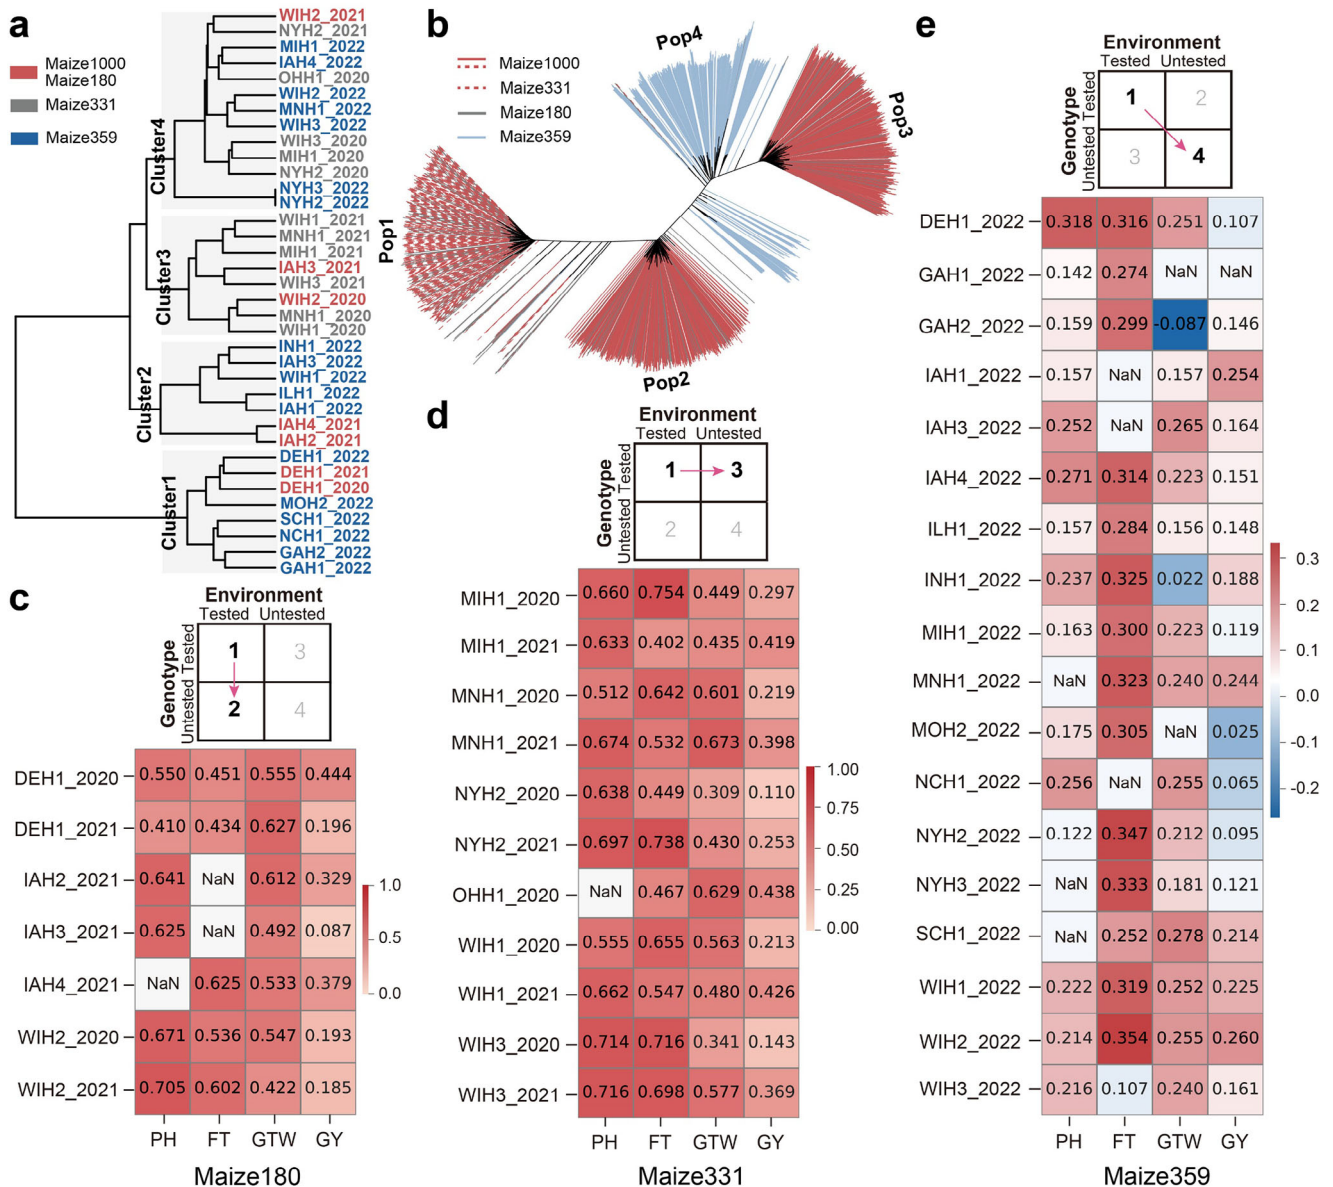 a
Maize1000
Maize180
Maize331
Maize359
Cluster4
Cluster3
Cluster2
Cluster1
WIH2_2021
NYH2_2021
MIH1_2022
IAH4_2022
OHH1_2020
WIH2_2022
MNH1_2022
WIH3_2022
WIH3_2020
MIH1_2020
NYH2_2020
NYH3_2022
NYH2_2022
WIH1_2021
MNH1_2021
MIH1_2021
IAH3_2021
WIH3_2021
WIH2_2020
MNH1_2020
WIH1_2020
INH1_2022
IAH3_2022
WIH1_2022
ILH1_2022
IAH1_2022
IAH4_2021
IAH2_2021
DEH1_2022
DEH1_2021
DEH1_2020
MOH2_2022
SCH1_2022
NCH1_2022
GAH2_2022
GAH1_2022
b
Maize1000
Maize331
Maize180
Maize359
Pop4
Pop3
Pop1
Pop2
c
Environment
Tested Untested
Genotype
Untested Tested
1 3
2 4
DEH1_2020 0.550 0.451 0.555 0.444
DEH1_2021 0.410 0.434 0.627 0.196
IAH2_2021 0.641 NaN 0.612 0.329
IAH3_2021 0.625 NaN 0.492 0.087
IAH4_2021 NaN 0.625 0.533 0.379
WIH2_2020 0.671 0.536 0.547 0.193
WIH2_2021 0.705 0.602 0.422 0.185
PH FT GTW GY
Maize180
1.0
0.5
0.0
d
Environment
Tested Untested
Genotype
Untested Tested
1 3
2 4
MIH1_2020 0.660 0.754 0.449 0.297
MIH1_2021 0.633 0.402 0.435 0.419
MNH1_2020 0.512 0.642 0.601 0.219
MNH1_2021 0.674 0.532 0.673 0.398
NYH2_2020 0.638 0.449 0.309 0.110
NYH2_2021 0.697 0.738 0.430 0.253
OHH1_2020 NaN 0.467 0.629 0.438
WIH1_2020 0.555 0.655 0.563 0.213
WIH1_2021 0.662 0.547 0.480 0.426
WIH3_2020 0.714 0.716 0.341 0.143
WIH3_2021 0.716 0.698 0.577 0.369
PH FT GTW GY
Maize331
1.00
0.75
0.50
0.25
0.00
e
Environment
Tested Untested
Genotype
Untested Tested
1 2
3 4
DEH1_2022 0.318 0.316 0.251 0.107
GAH1_2022 0.142 0.274 NaN NaN
GAH2_2022 0.159 0.299 -0.087 0.146
IAH1_2022 0.157 NaN 0.157 0.254
IAH3_2022 0.252 NaN 0.265 0.164
IAH4_2022 0.271 0.314 0.223 0.151
ILH1_2022 0.157 0.284 0.156 0.148
INH1_2022 0.237 0.325 0.022 0.188
MIH1_2022 0.163 0.300 0.223 0.119
MNH1_2022 NaN 0.323 0.240 0.244
MOH2_2022 0.175 0.305 NaN 0.025
NCH1_2022 0.256 NaN 0.255 0.065
NYH2_2022 0.122 0.347 0.212 0.095
NYH3_2022 NaN 0.333 0.181 0.121
SCH1_2022 NaN 0.252 0.278 0.214
WIH1_2022 0.222 0.319 0.252 0.225
WIH2_2022 0.214 0.354 0.255 0.260
WIH3_2022 0.216 0.107 0.240 0.161
PH FT GTW GY
Maize359
0.3
0.2
0.1
0.0
-0.1
-0.2